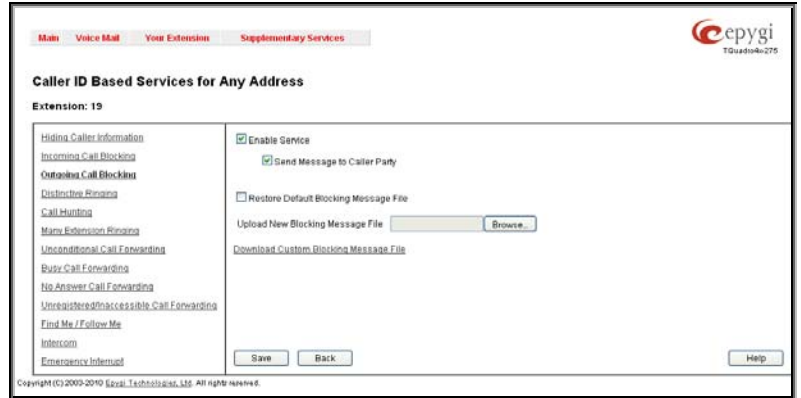 Main Voice Mail Your Extension Supplementary Services
epygi
TQuadro4x-275
Caller ID Based Services for Any Address
Extension: 19
Hiding Caller Information
Incoming Call Blocking
Outgoing Call Blocking
Distinctive Ringing
Call Hunting
Many Extension Ringing
Unconditional Call Forwarding
Busy Call Forwarding
No Answer Call Forwarding
Unregistered/Inaccessible Call Forwarding
Find Me / Follow Me
Intercom
Emergency Interrupt
Enable Service
Send Message to Caller Party
Restore Default Blocking Message File
Upload New Blocking Message File Browse...
Download Custom Blocking Message File
Save Back Help
Copyright (C) 2003-2010 Epygi Technologies, Ltd. All rights reserved.